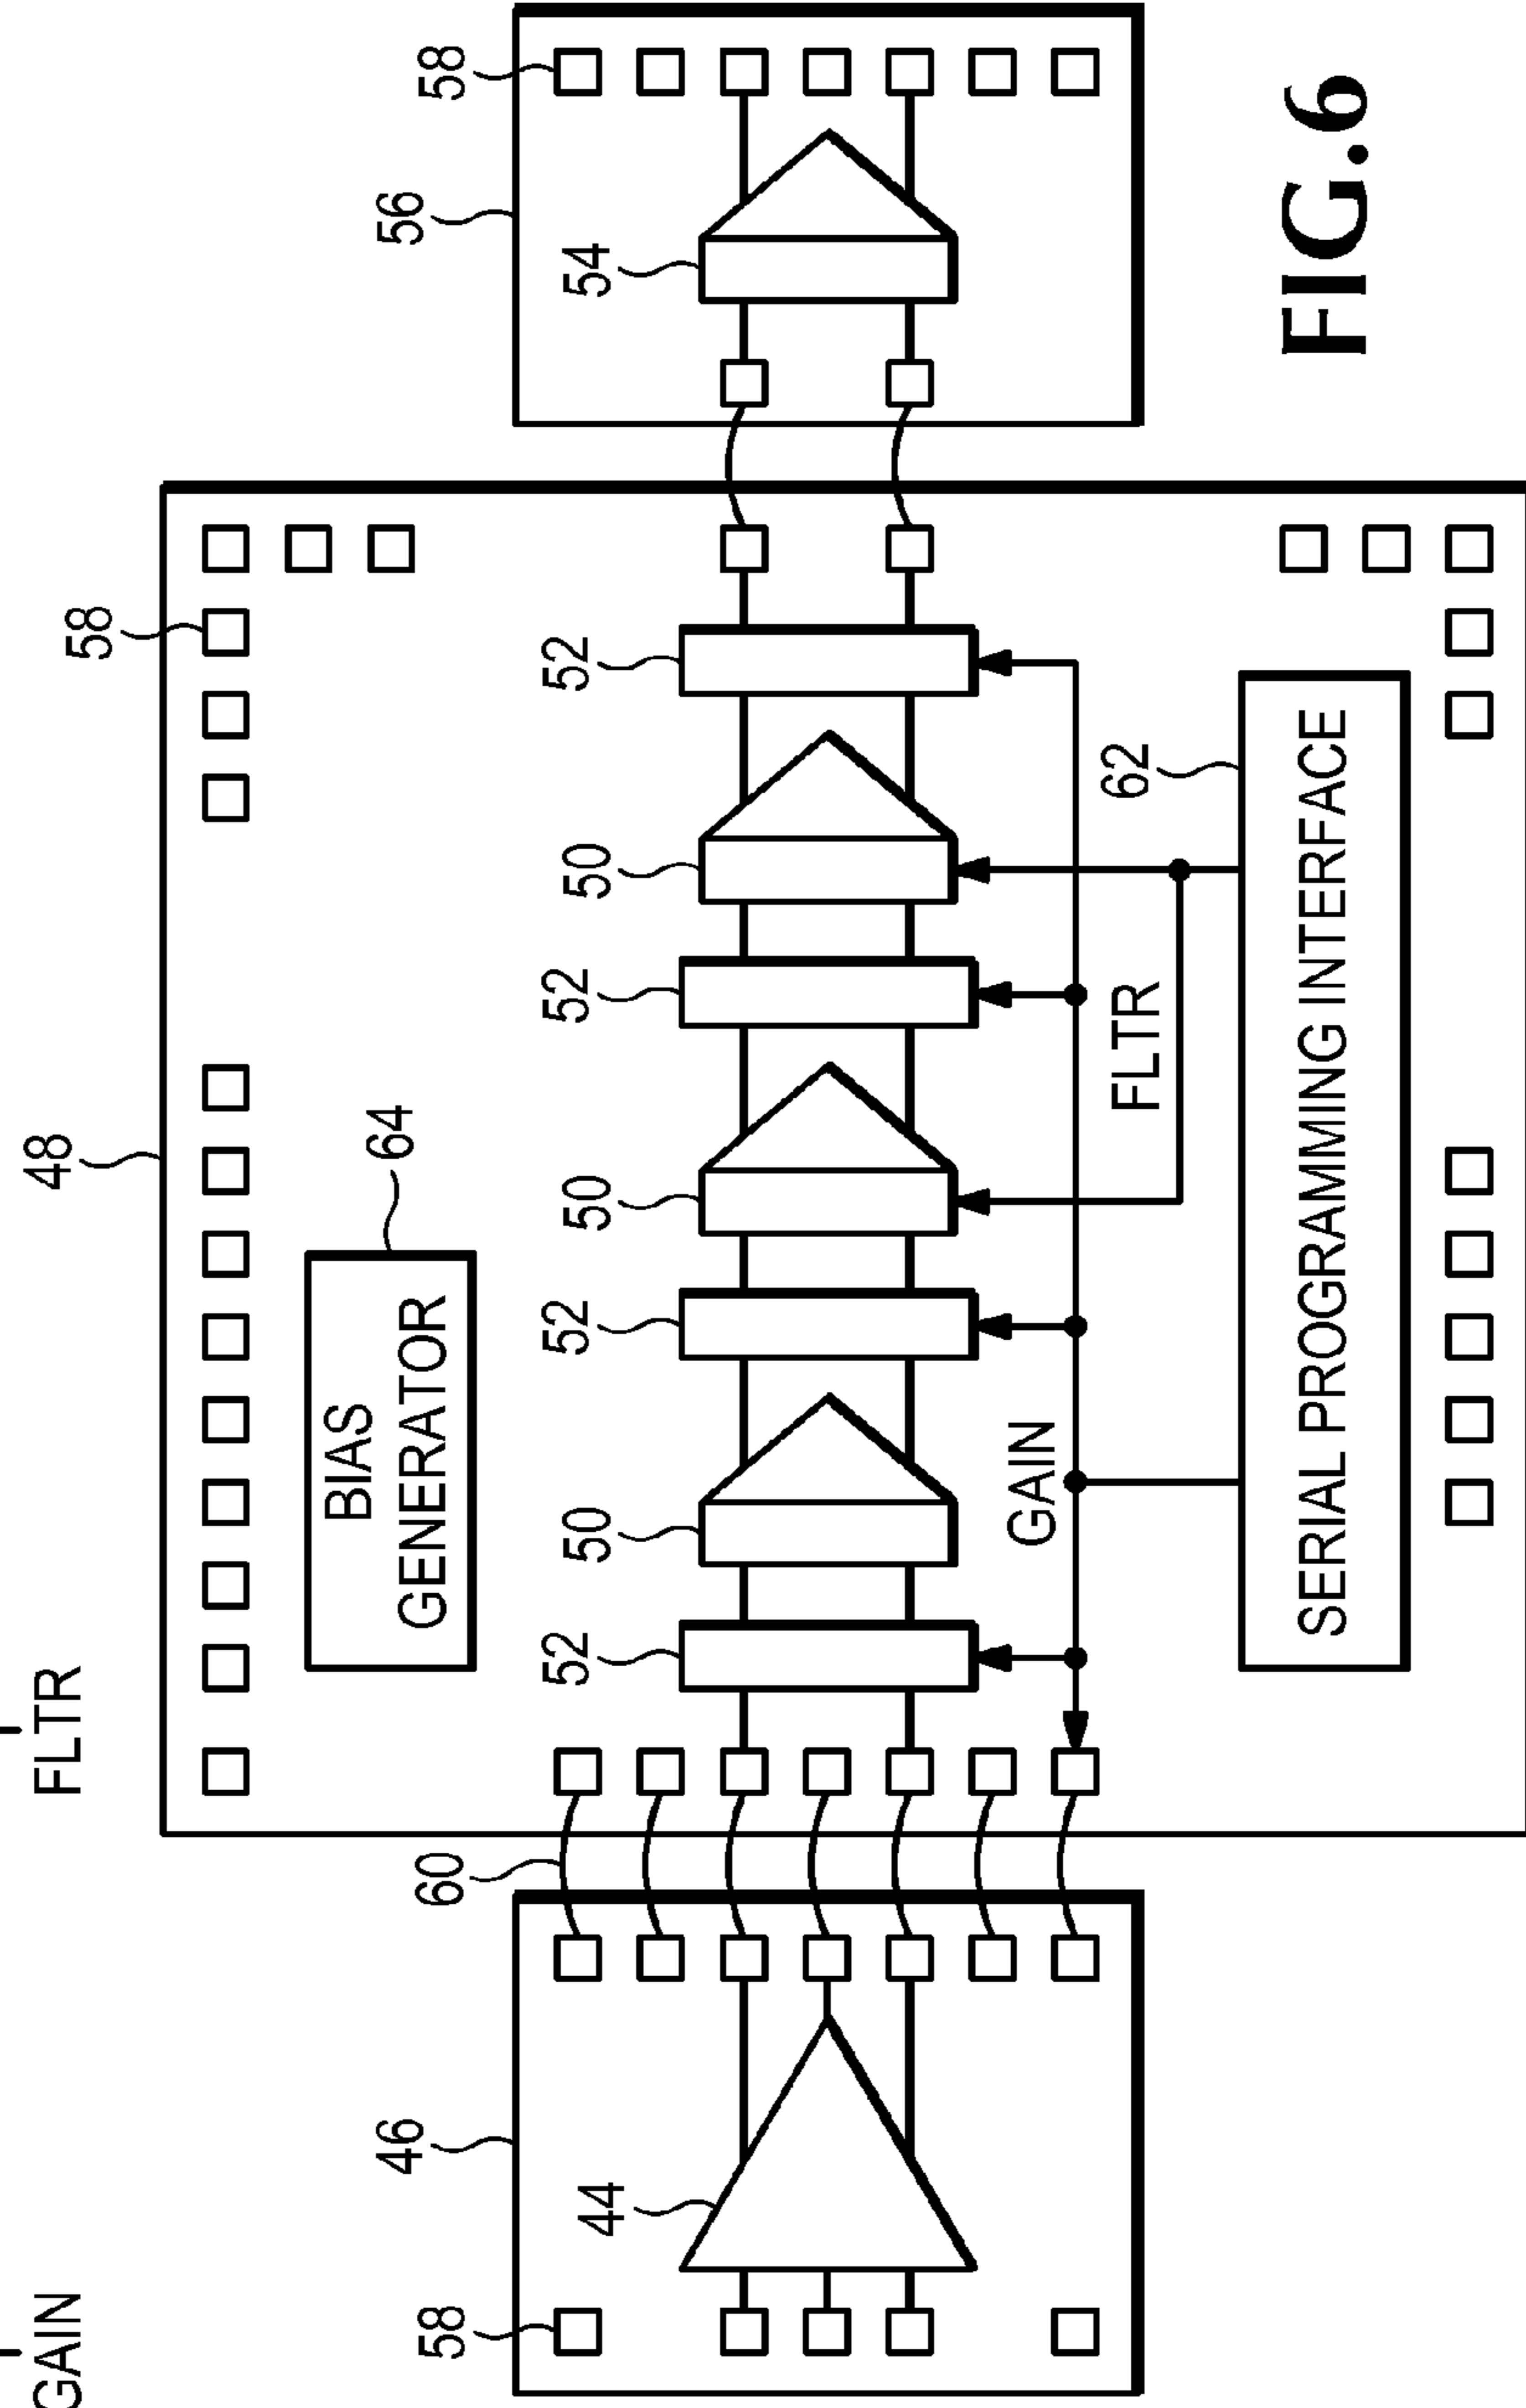 GAIN
FLTR
46
44
58
60
48
58
BIAS
GENERATOR
64
52
50
52
50
52
50
52
GAIN
FLTR
62
SERIAL PROGRAMMING INTERFACE
56
54
58
FIG.6